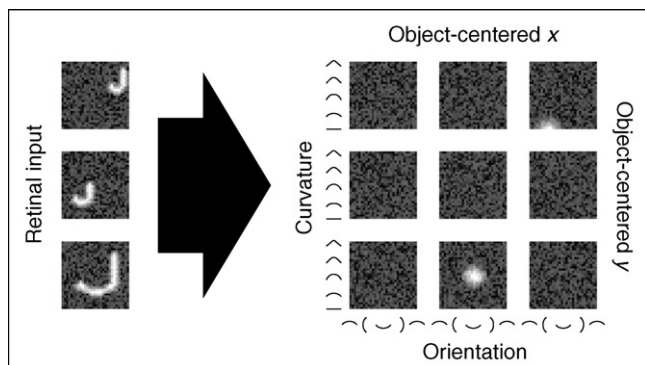 Object-centered x
Retinal input
Curvature
Object-centered y
Orientation